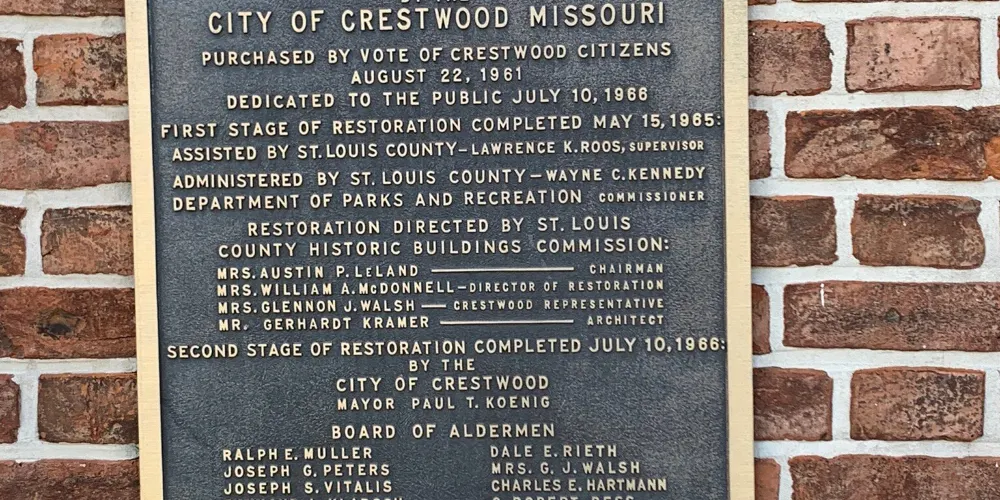 CITY OF CRESTWOOD MISSOURI
PURCHASED BY VOTE OF CRESTWOOD CITIZENS
AUGUST 22, 1961
DEDICATED TO THE PUBLIC JULY 10, 1966
FIRST STAGE OF RESTORATION COMPLETED MAY 15, 1965:
ASSISTED BY ST. LOUIS COUNTY – LAWRENCE K. ROOS, SUPERVISOR
ADMINISTERED BY ST. LOUIS COUNTY – WAYNE C. KENNEDY
DEPARTMENT OF PARKS AND RECREATION COMMISSIONER
RESTORATION DIRECTED BY ST. LOUIS
COUNTY HISTORIC BUILDINGS COMMISSION:
MRS. AUSTIN P. LeLAND — CHAIRMAN
MRS. WILLIAM A. McDONNELL – DIRECTOR OF RESTORATION
MRS. GLENNON J. WALSH — CRESTWOOD REPRESENTATIVE
MR. GERHARDT KRAMER — ARCHITECT
SECOND STAGE OF RESTORATION COMPLETED JULY 10, 1966:
BY THE
CITY OF CRESTWOOD
MAYOR PAUL T. KOENIG
BOARD OF ALDERMEN
RALPH E. MULLER DALE E. RIETH
JOSEPH G. PETERS MRS. G. J. WALSH
JOSEPH S. VITALIS CHARLES E. HARTMANN